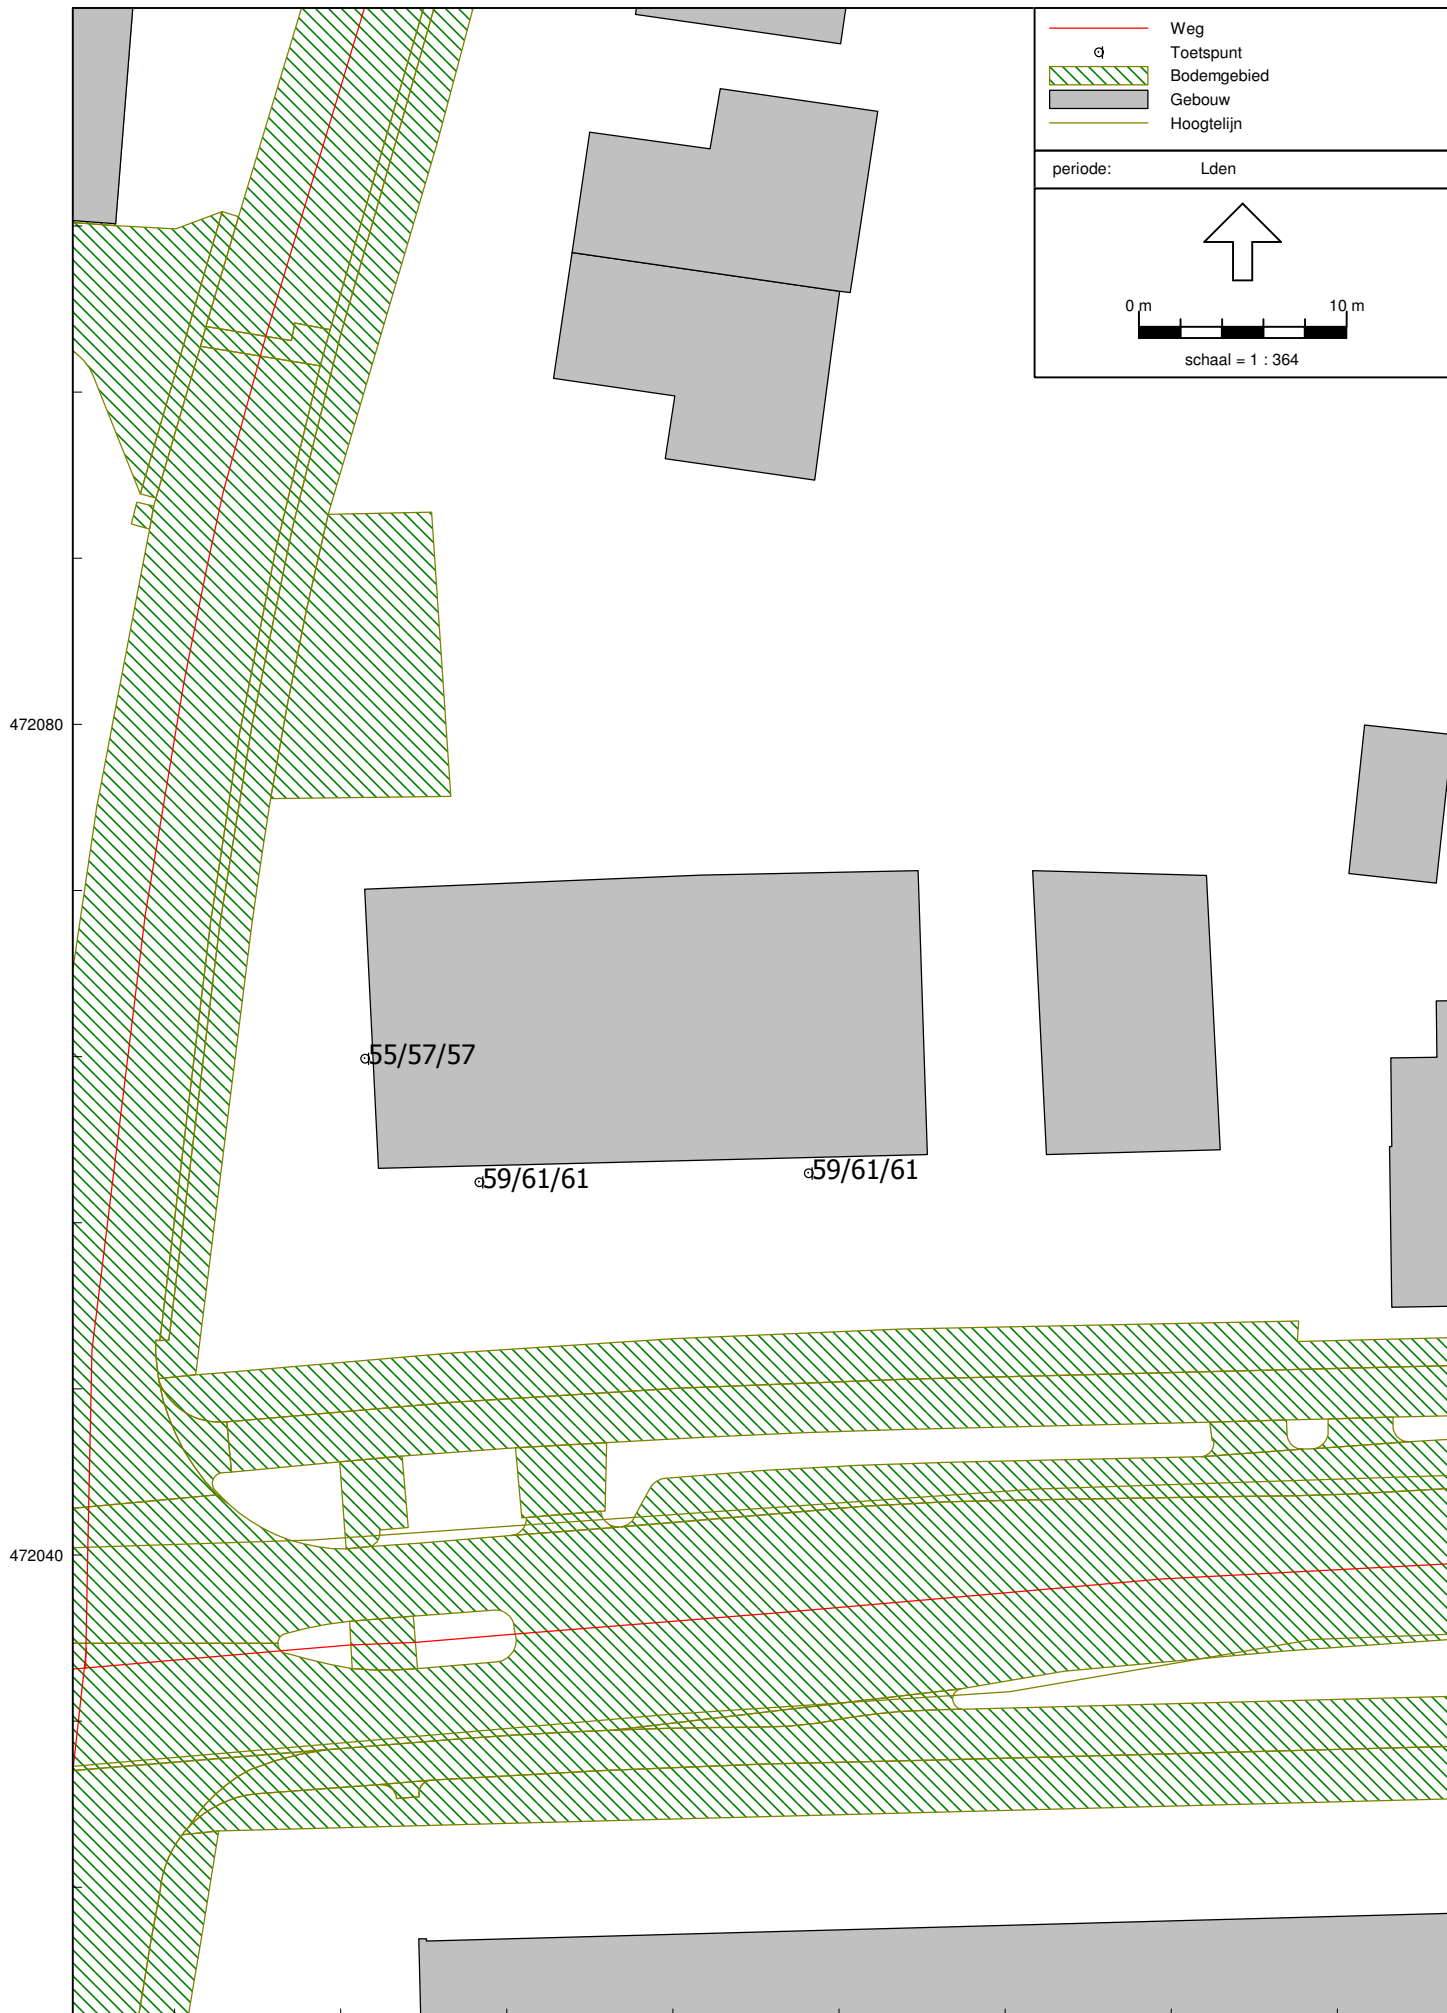 Weg
Toetspunt
Bodemgebied
Gebouw
Hoogtelijn
periode: Lden
0 m 10 m
schaal = 1 : 364
472080
55/57/57
59/61/61
59/61/61
472040